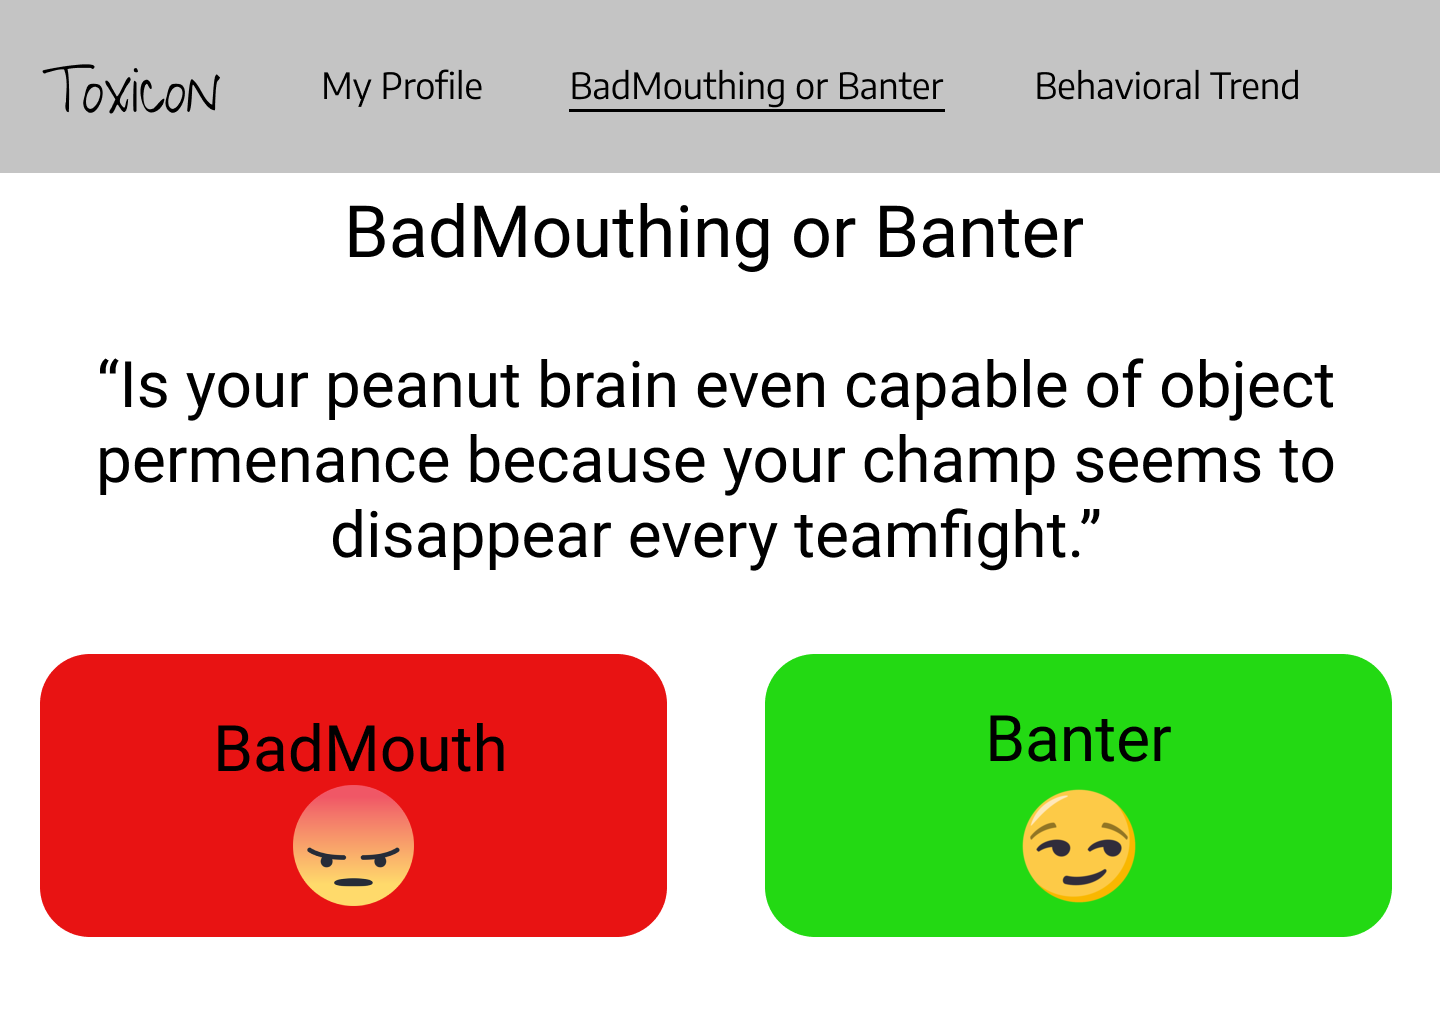 Toxicon My Profile BadMouthing or Banter Behavioral Trend
BadMouthing or Banter
“Is your peanut brain even capable of object
permenance because your champ seems to
disappear every teamfight.”
BadMouth
Banter